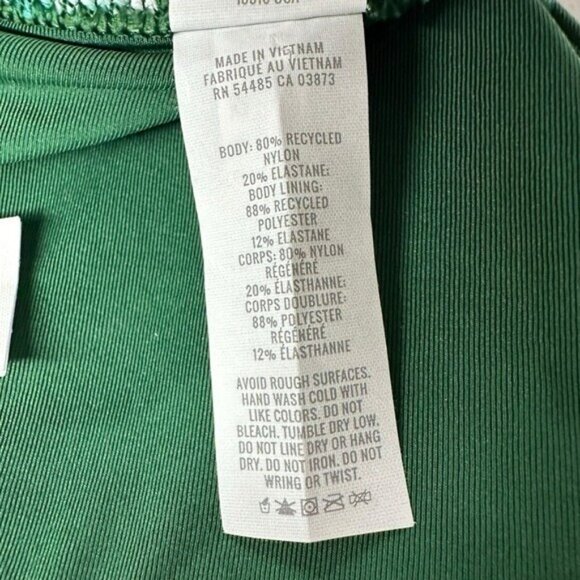 MADE IN VIETNAM
FABRIQUÉ AU VIETNAM
RN 54485 CA 03873
BODY: 80% RECYCLED
NYLON
20% ELASTANE:
BODY LINING:
88% RECYCLED
POLYESTER
12% ELASTANE
CORPS: 80% NYLON
RÉGÉNÉRÉ
20% ÉLASTHANNE:
CORPS DOUBLURE:
88% POLYESTER
RÉGÉNÉRÉ
12% ÉLASTHANNE
AVOID ROUGH SURFACES.
HAND WASH COLD WITH
LIKE COLORS. DO NOT
BLEACH. TUMBLE DRY LOW.
DO NOT LINE DRY OR HANG
DRY. DO NOT IRON. DO NOT
WRING OR TWIST.